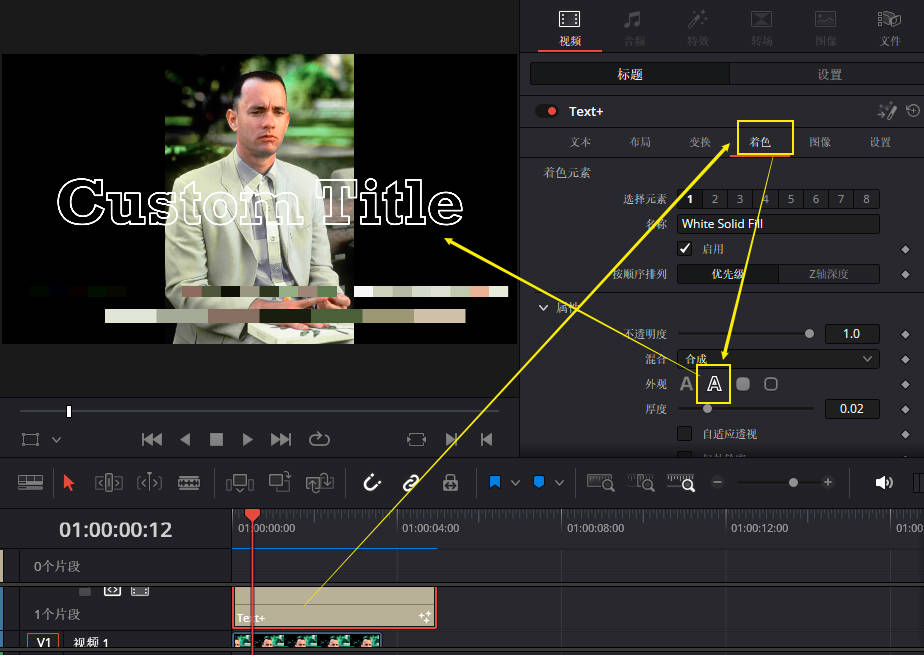 视频
音频
特效
转场
图像
文件
标题
设置
Text+
文本
布局
变换
着色
图像
设置
着色元素
选择元素 1 2 3 4 5 6 7 8
名称 White Solid Fill
启用
按顺序排列 优先级 Z轴深度
属性
不透明度 1.0
混合 合成
外观 A A
厚度 0.02
自适应透视
Custom Title
01:00:00:12
01:00:00:00
01:00:04:00
01:00:08:00
01:00:12:00
0个片段
1个片段
Text+
V1 视频 1